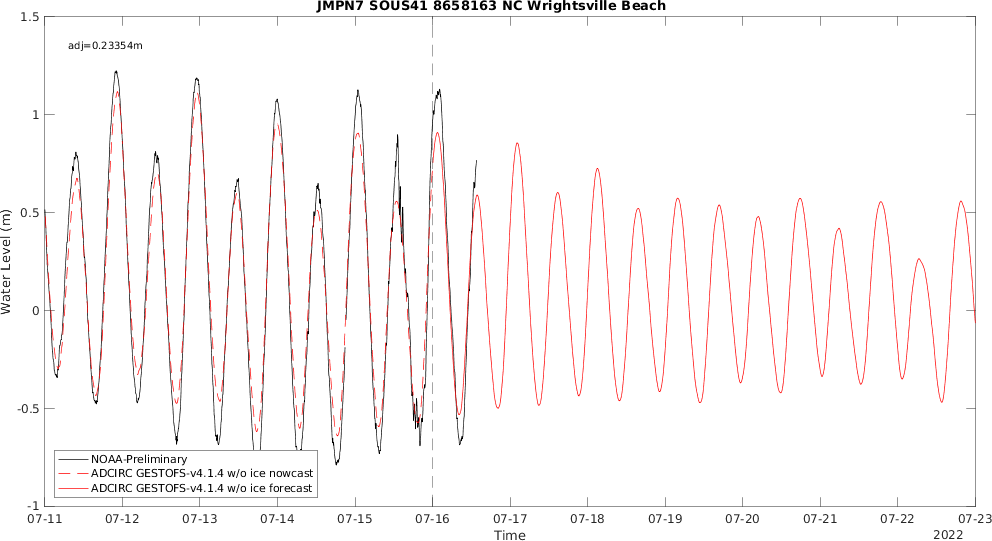 JMPN7 SOUS41 8658163 NC Wrightsville Beach
1.5
adj=0.23354m
1
0.5
0
-0.5
-1
Water Level (m)
NOAA-Preliminary
ADCIRC GESTOFS-v4.1.4 w/o ice nowcast
ADCIRC GESTOFS-v4.1.4 w/o ice forecast
07-11 07-12 07-13 07-14 07-15 07-16 07-17 07-18 07-19 07-20 07-21 07-22 07-23
Time
2022